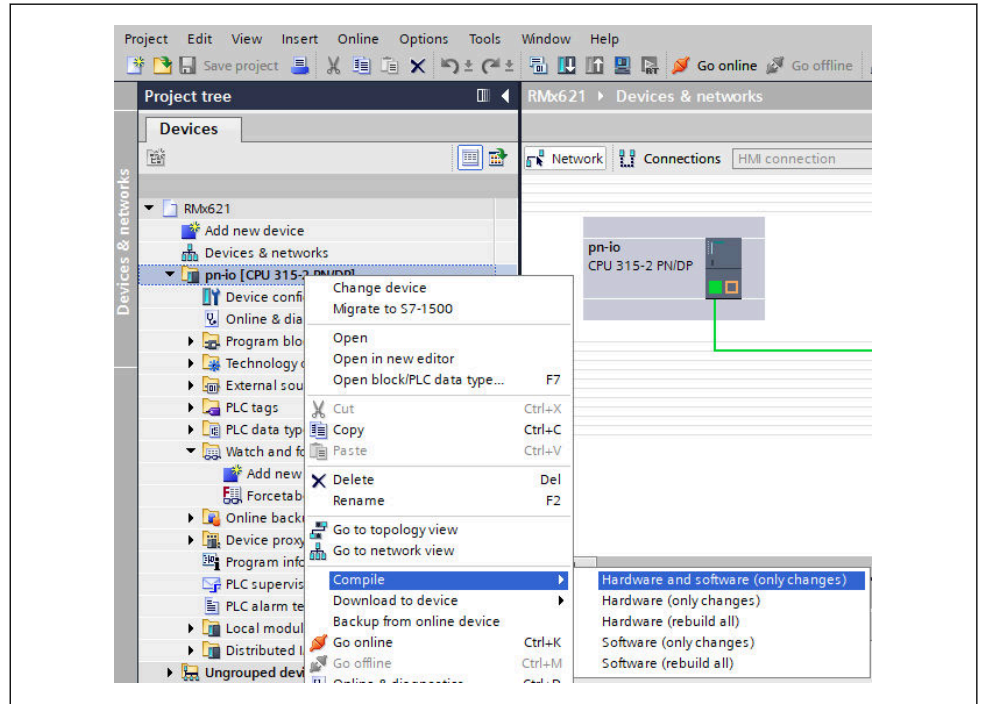 Project Edit View Insert Online Options Tools Window Help
Save project Go online Go offline
Project tree
RMx621 Devices & networks
Devices
Network Connections HMI connection
Devices & networks
RMx621
Add new device
Devices & networks
pn-io [CPU 315-2 PN/DP]
Device confi
Online & dia
Program blo
Technology
External sou
PLC tags
PLC data typ
Watch and fo
Add new
Forcetab
Online back
Device proxy
Program info
PLC supervis
PLC alarm te
Local modul
Distributed I
Ungrouped devi
pn-io
CPU 315-2 PN/DP
Change device
Migrate to S7-1500
Open
Open in new editor
Open block/PLC data type... F7
Cut Ctrl+X
Copy Ctrl+C
Paste Ctrl+V
Delete Del
Rename F2
Go to topology view
Go to network view
Compile
Download to device
Backup from online device
Go online Ctrl+K
Go offline Ctrl+M
Online & diagnostics Ctrl+D
Hardware and software (only changes)
Hardware (only changes)
Hardware (rebuild all)
Software (only changes)
Software (rebuild all)